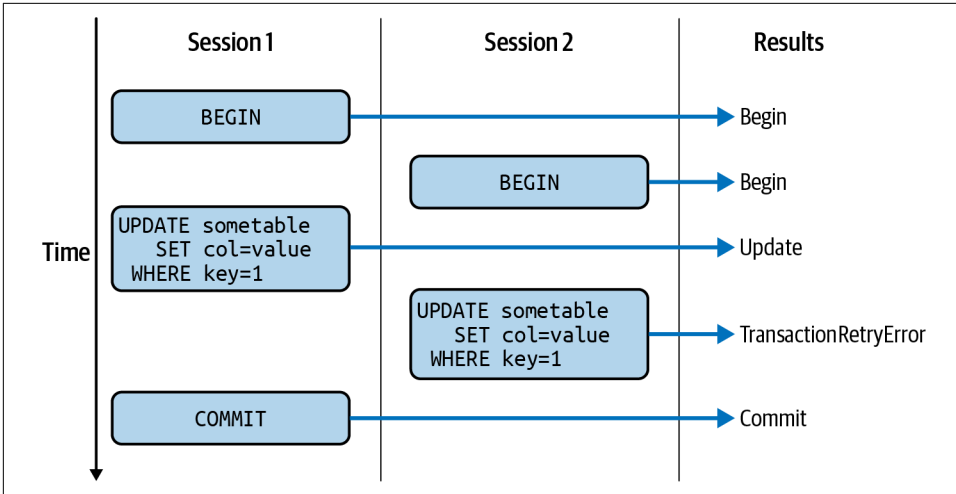 Session 1 Session 2 Results
BEGIN Begin
BEGIN Begin
Time
UPDATE sometable
SET col=value
WHERE key=1
Update
UPDATE sometable
SET col=value
WHERE key=1
TransactionRetryError
COMMIT Commit